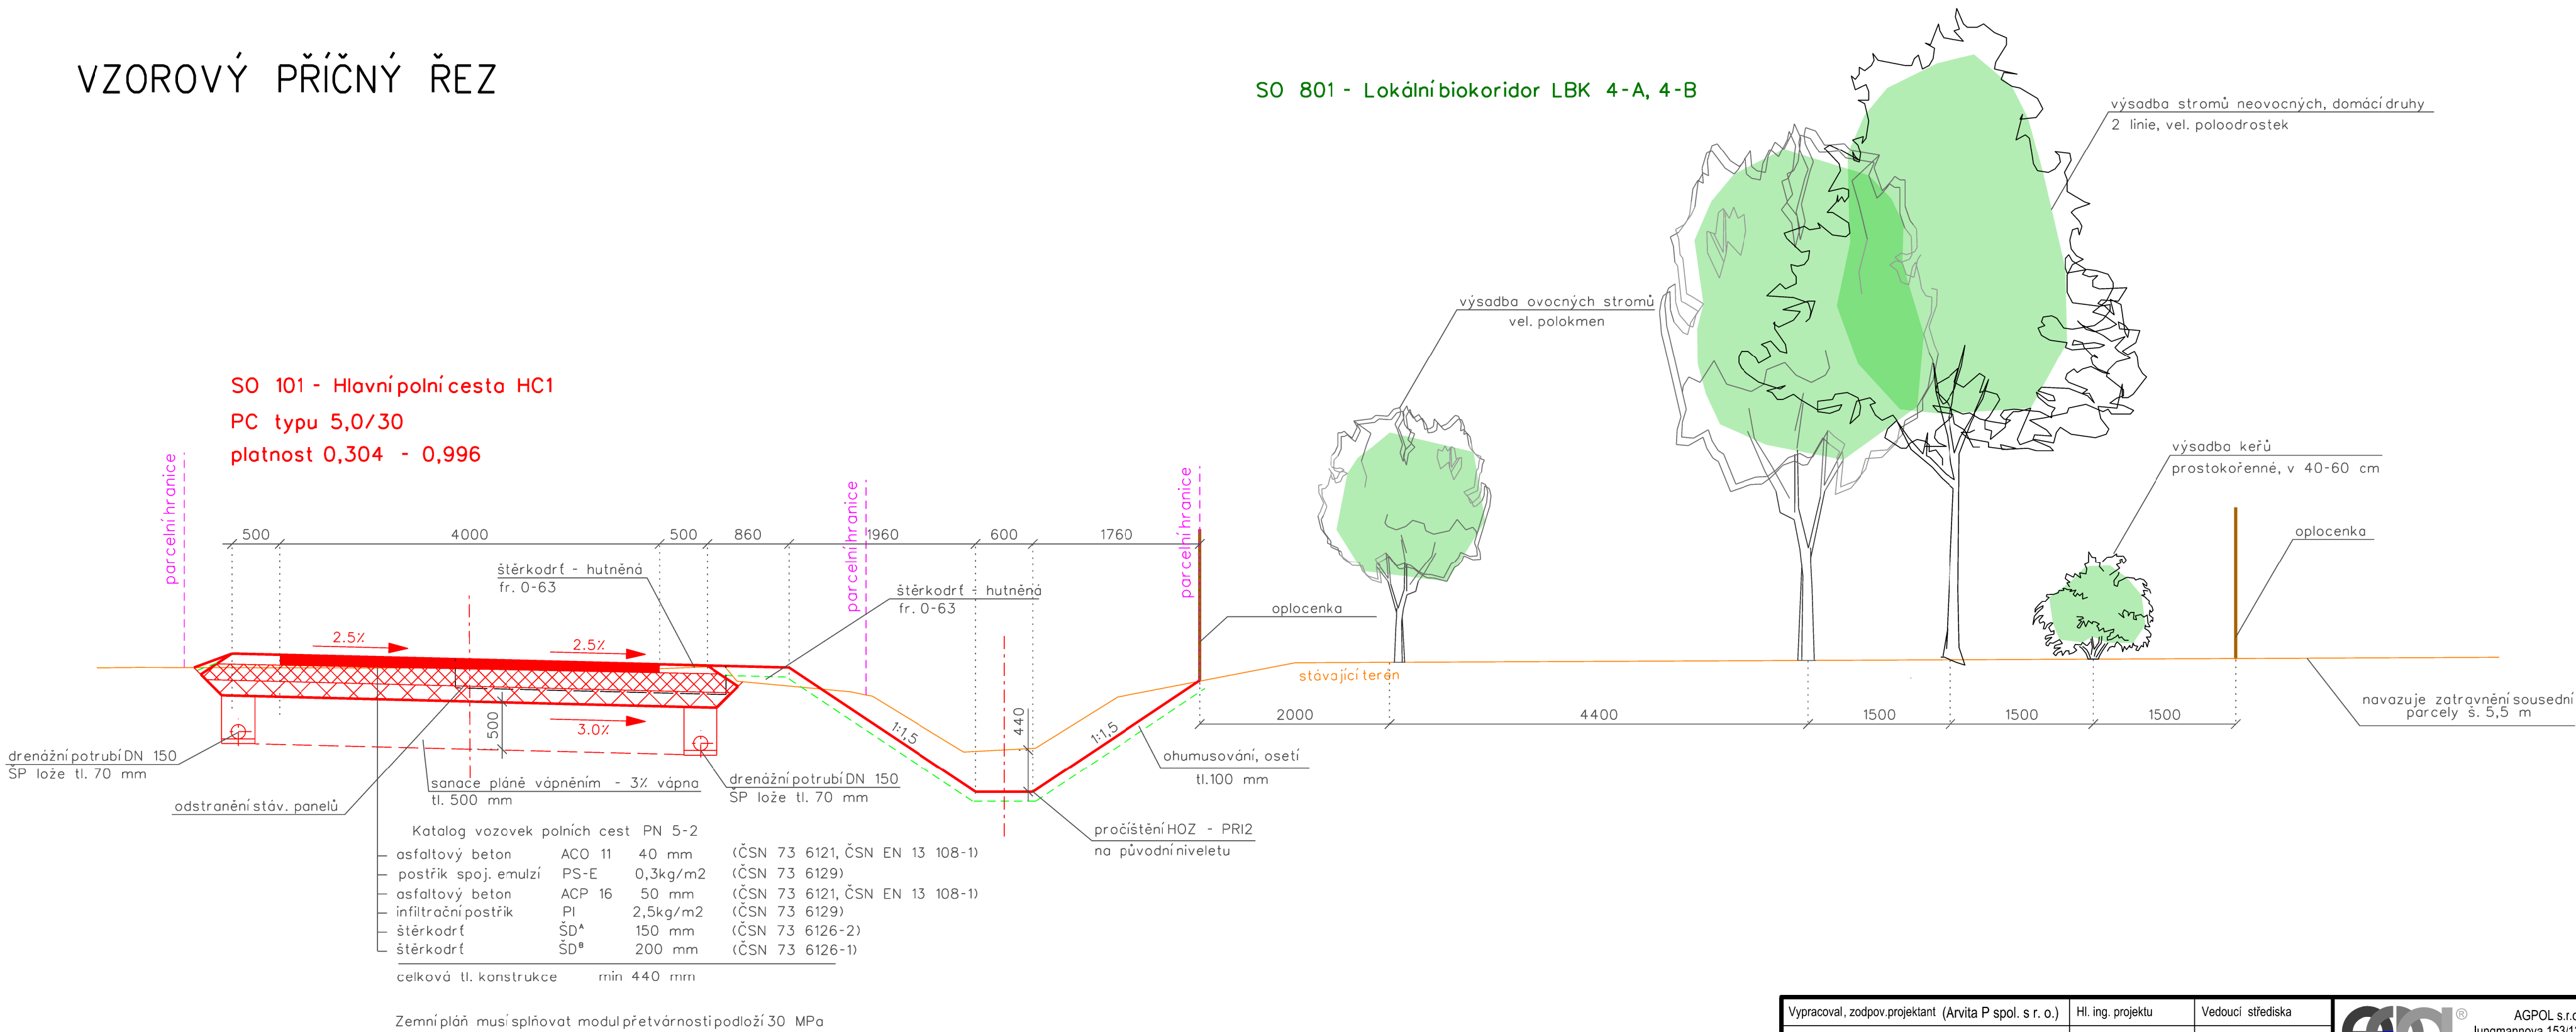 VZOROVÝ PŘÍČNÝ ŘEZ
SO 801 - Lokální biokoridor LBK 4-A, 4-B
výsadba stromů neovocných, domácí druhy
2 linie, vel. poloodrostek
výsadba ovocných stromů
vel. polokmen
SO 101 - Hlavní polní cesta HC1
PC typu 5,0/30
platnost 0,304 - 0,996
výsadba keřů
prostokořenné, v 40-60 cm
parcelní hranice
parcelní hranice
parcelní hranice
500
4000
500
860
1960
600
1760
oplocenka
štěrkodrť - hutněná
fr. 0-63
štěrkodrť - hutněná
fr. 0-63
oplocenka
2.5%
2.5%
stávající terén
3.0%
500
1:1,5
440
1:1,5
2000
4400
1500
1500
1500
navazuje zatravnění sousední
parcely š. 5,5 m
drenážní potrubí DN 150
ŠP lože tl. 70 mm
odstranění stáv. panelů
sanace pláně vápněním - 3% vápna
tl. 500 mm
drenážní potrubí DN 150
ŠP lože tl. 70 mm
ohumusování, osetí
tl.100 mm
pročištění HOZ - PRI2
na původní niveletu
Katalog vozovek polních cest PN 5-2
asfaltový beton ACO 11 40 mm (ČSN 73 6121, ČSN EN 13 108-1)
postřik spoj. emulzí PS-E 0,3kg/m2 (ČSN 73 6129)
asfaltový beton ACP 16 50 mm (ČSN 73 6121, ČSN EN 13 108-1)
infiltrační postřik PI 2,5kg/m2 (ČSN 73 6129)
štěrkodrť ŠDᴬ 150 mm (ČSN 73 6126-2)
štěrkodrť ŠDᴮ 200 mm (ČSN 73 6126-1)
celková tl. konstrukce min 440 mm
Zemní pláň musí splňovat modul přetvárnosti podloží 30 MPa
Vypracoval, zodpov.projektant (Arvita P spol. s r. o.)
Hl. ing. projektu
Vedoucí střediska
®
AGPOL s.r.o